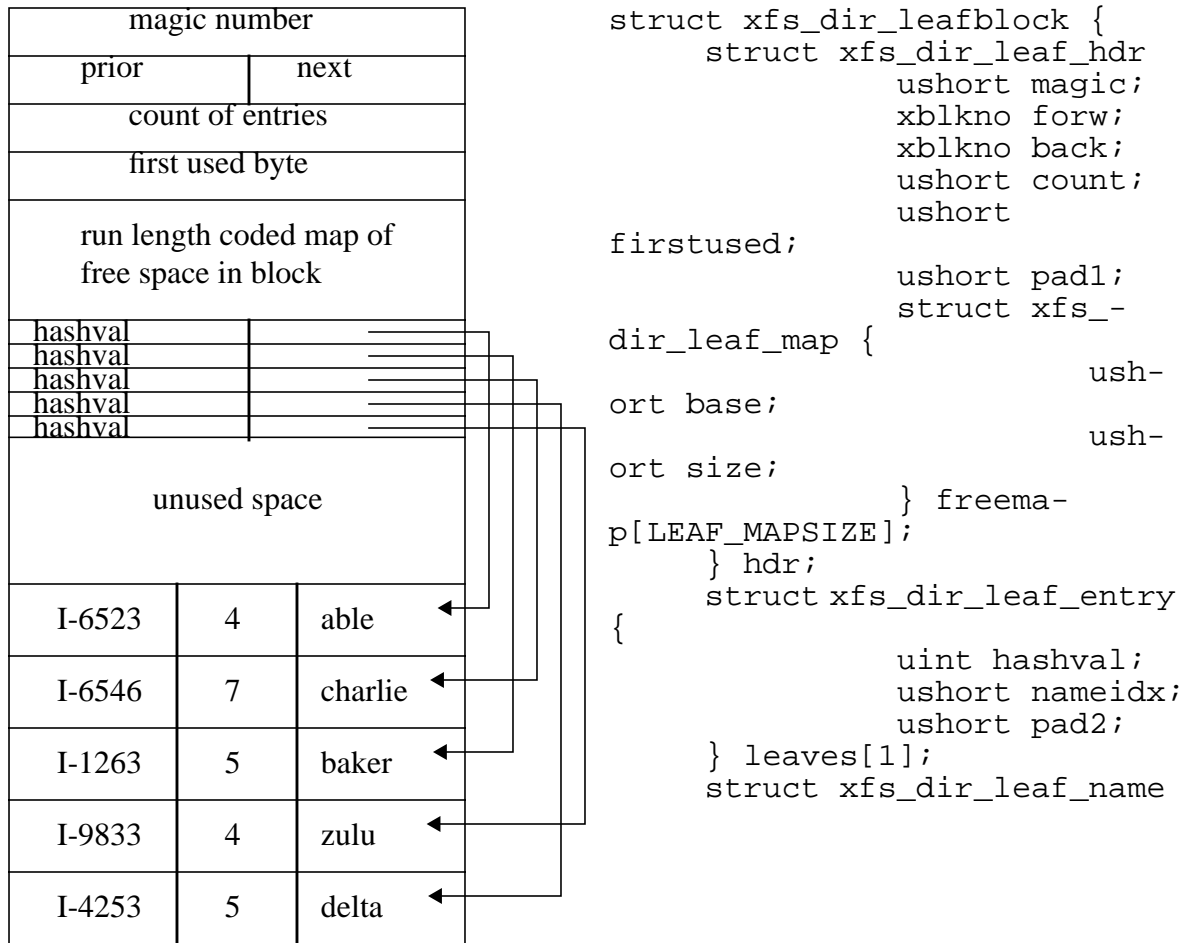 magic number
prior next
count of entries
first used byte
run length coded map of
free space in block
hashval
hashval
hashval
hashval
hashval
unused space
I-6523 4 able
I-6546 7 charlie
I-1263 5 baker
I-9833 4 zulu
I-4253 5 delta
struct xfs_dir_leafblock {
struct xfs_dir_leaf_hdr
ushort magic;
xblkno forw;
xblkno back;
ushort count;
ushort
firstused;
ushort pad1;
struct xfs_-
dir_leaf_map {
ush-
ort base;
ush-
ort size;
} freema-
p[LEAF_MAPSIZE];
} hdr;
struct xfs_dir_leaf_entry
{
uint hashval;
ushort nameidx;
ushort pad2;
} leaves[1];
struct xfs_dir_leaf_name